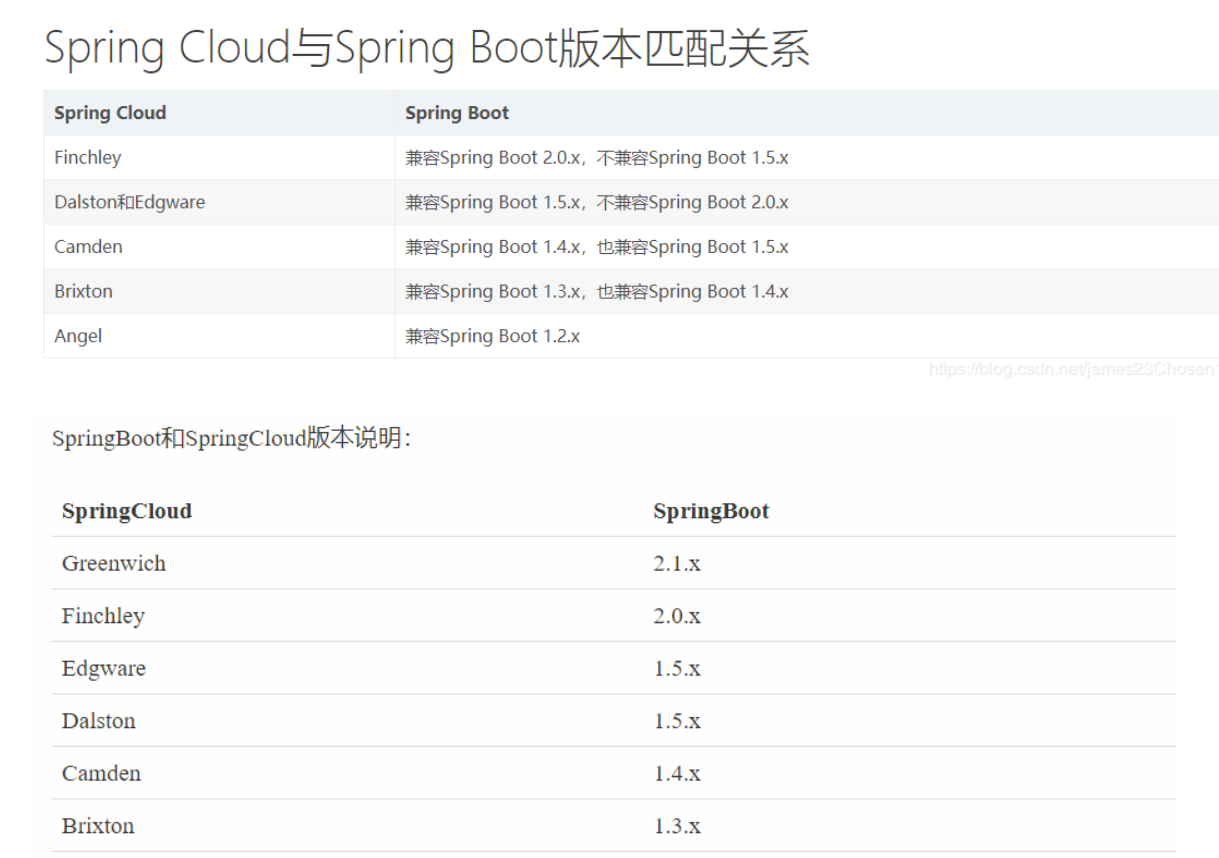 Spring Cloud与Spring Boot版本匹配关系
Spring Cloud Spring Boot
Finchley 兼容Spring Boot 2.0.x，不兼容Spring Boot 1.5.x
Dalston和Edgware 兼容Spring Boot 1.5.x，不兼容Spring Boot 2.0.x
Camden 兼容Spring Boot 1.4.x，也兼容Spring Boot 1.5.x
Brixton 兼容Spring Boot 1.3.x，也兼容Spring Boot 1.4.x
Angel 兼容Spring Boot 1.2.x
https://blog.csdn.net/james23Chosen1
SpringBoot和SpringCloud版本说明：
SpringCloud SpringBoot
Greenwich 2.1.x
Finchley 2.0.x
Edgware 1.5.x
Dalston 1.5.x
Camden 1.4.x
Brixton 1.3.x